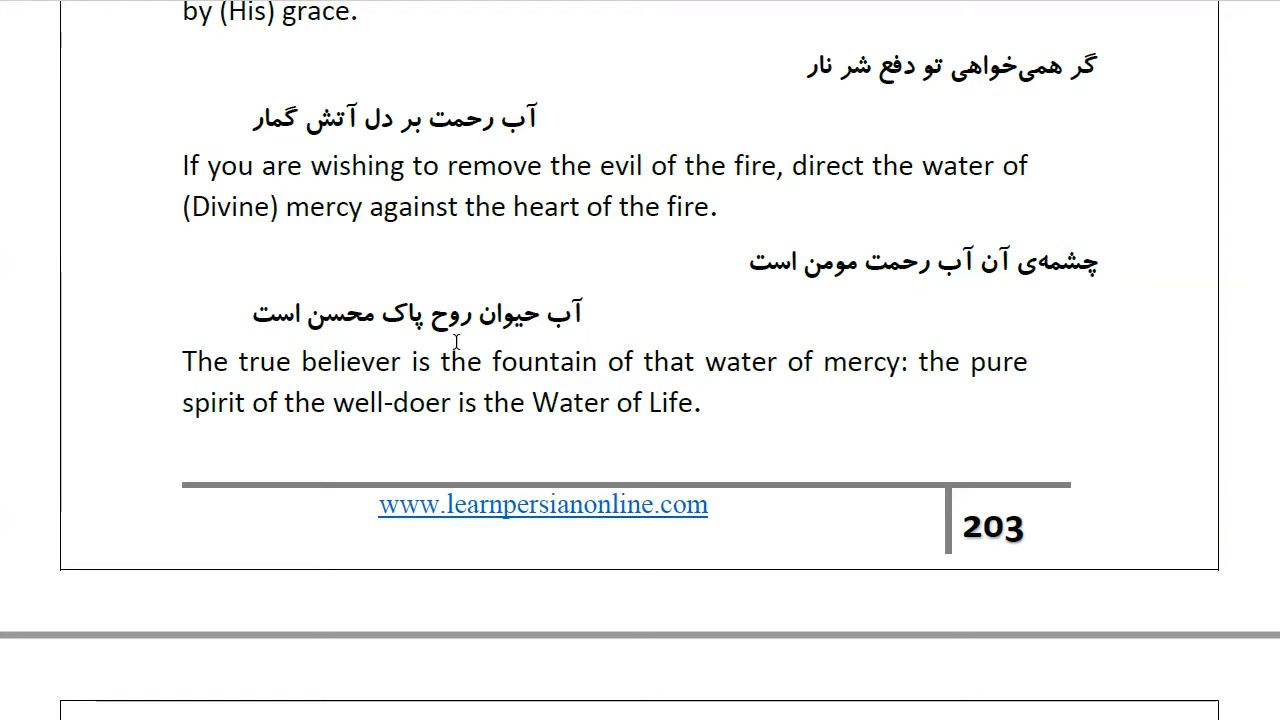 by (His) grace.
گر همی‌خواهی تو دفع شر نار
آب رحمت بر دل آتش گمار
If you are wishing to remove the evil of the fire, direct the water of
(Divine) mercy against the heart of the fire.
چشمه‌ی آن آب رحمت مومن است
آب حیوان روح پاک محسن است
The true believer is the fountain of that water of mercy: the pure
spirit of the well-doer is the Water of Life.
www.learnpersianonline.com
203